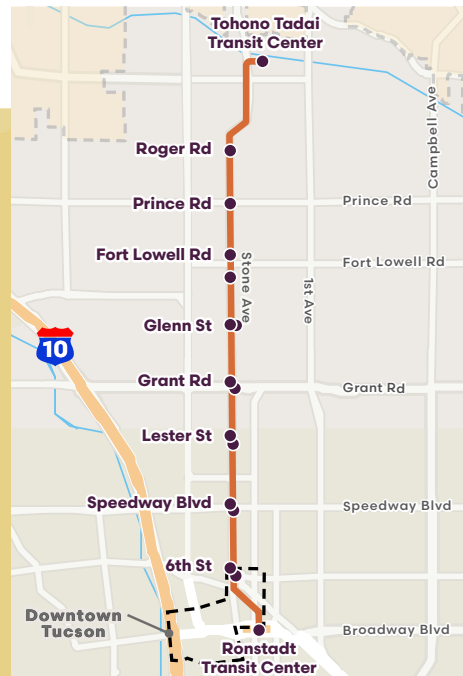 Tohono Tadai
Transit Center
Campbell Ave
Roger Rd
Prince Rd
Prince Rd
Fort Lowell Rd
Fort Lowell Rd
Stone Ave
1st Ave
Glenn St
10
Grant Rd
Grant Rd
Lester St
Speedway Blvd
Speedway Blvd
6th St
Downtown
Tucson
Broadway Blvd
Ronstadt
Transit Center